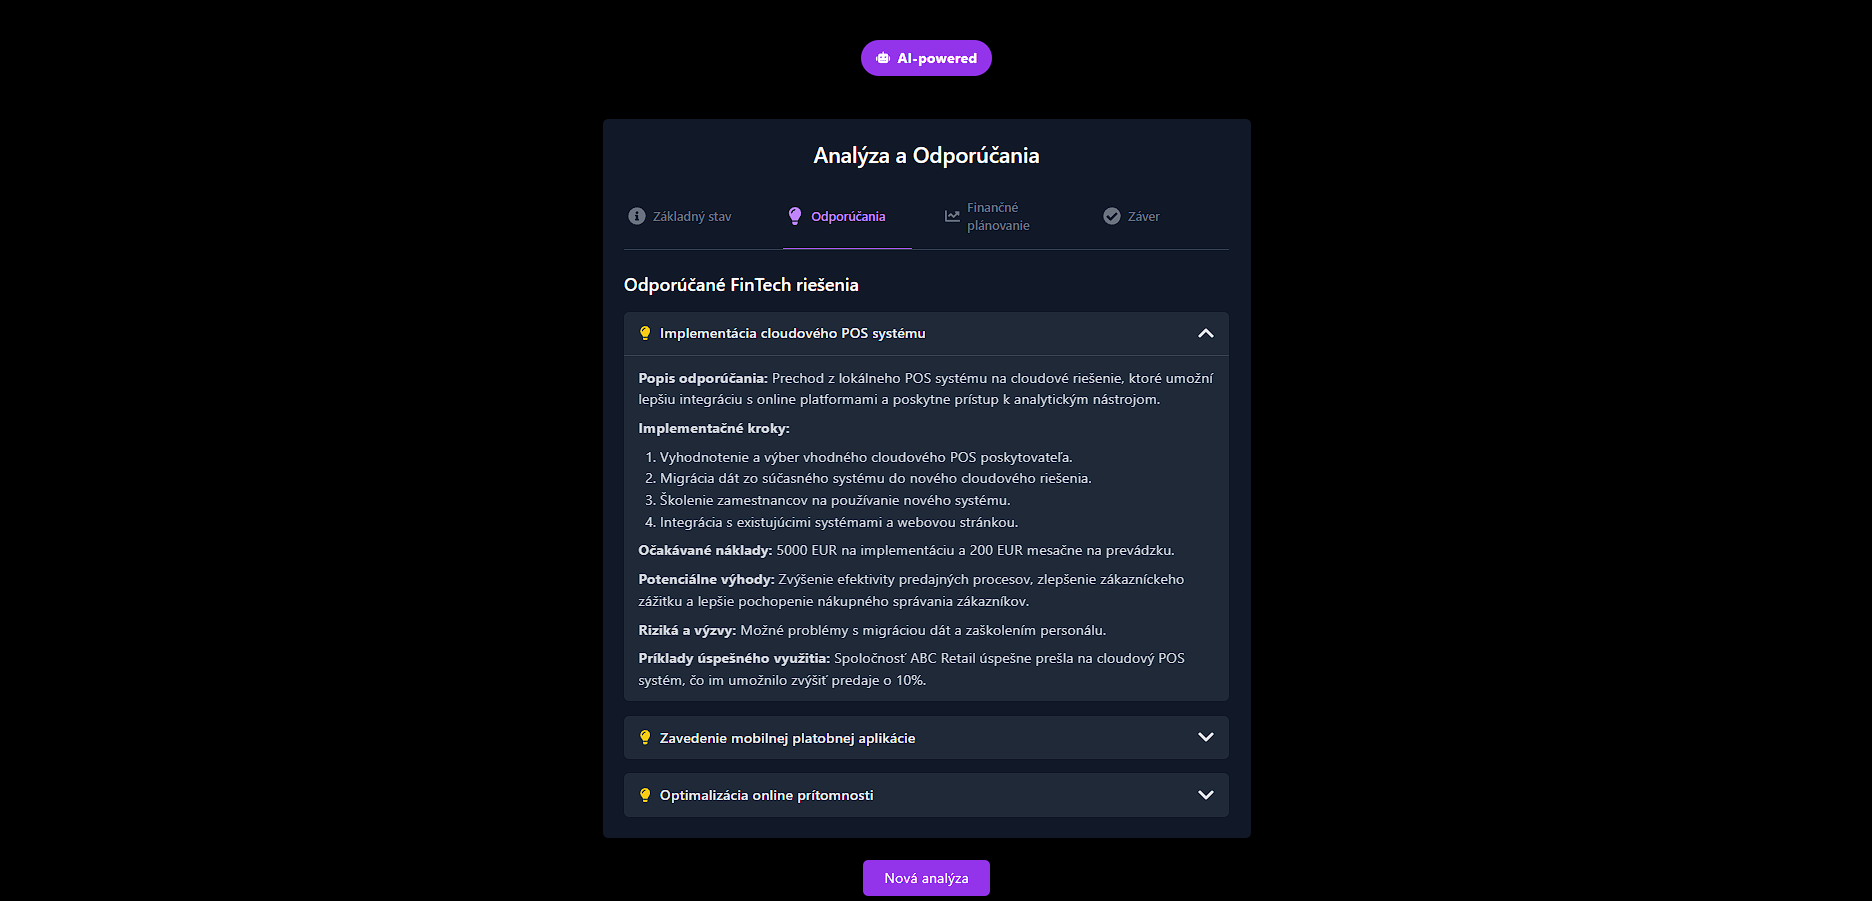 AI-powered
Analýza a Odporúčania
Základný stav
Odporúčania
Finančné
plánovanie
Záver
Odporúčané FinTech riešenia
Implementácia cloudového POS systému
Popis odporúčania: Prechod z lokálneho POS systému na cloudové riešenie, ktoré umožní
lepšiu integráciu s online platformami a poskytne prístup k analytickým nástrojom.
Implementačné kroky:
1. Vyhodnotenie a výber vhodného cloudového POS poskytovateľa.
2. Migrácia dát zo súčasného systému do nového cloudového riešenia.
3. Školenie zamestnancov na používanie nového systému.
4. Integrácia s existujúcimi systémami a webovou stránkou.
Očakávané náklady: 5000 EUR na implementáciu a 200 EUR mesačne na prevádzku.
Potenciálne výhody: Zvýšenie efektivity predajných procesov, zlepšenie zákazníckeho
zážitku a lepšie pochopenie nákupného správania zákazníkov.
Riziká a výzvy: Možné problémy s migráciou dát a zaškolením personálu.
Príklady úspešného využitia: Spoločnosť ABC Retail úspešne prešla na cloudový POS
systém, čo im umožnilo zvýšiť predaje o 10%.
Zavedenie mobilnej platobnej aplikácie
Optimalizácia online prítomnosti
Nová analýza